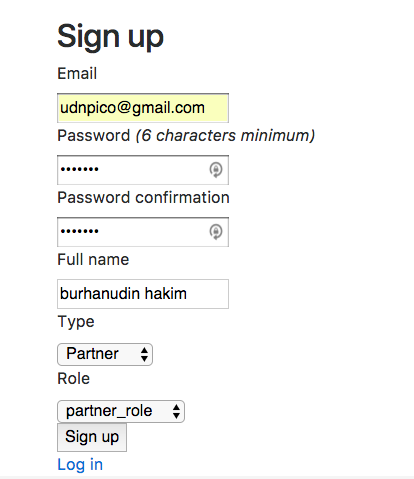 Sign up
Email
udnpico@gmail.com
Password (6 characters minimum)
•••••••
Password confirmation
•••••••
Full name
burhanudin hakim
Type
Partner
Role
partner_role
Sign up
Log in